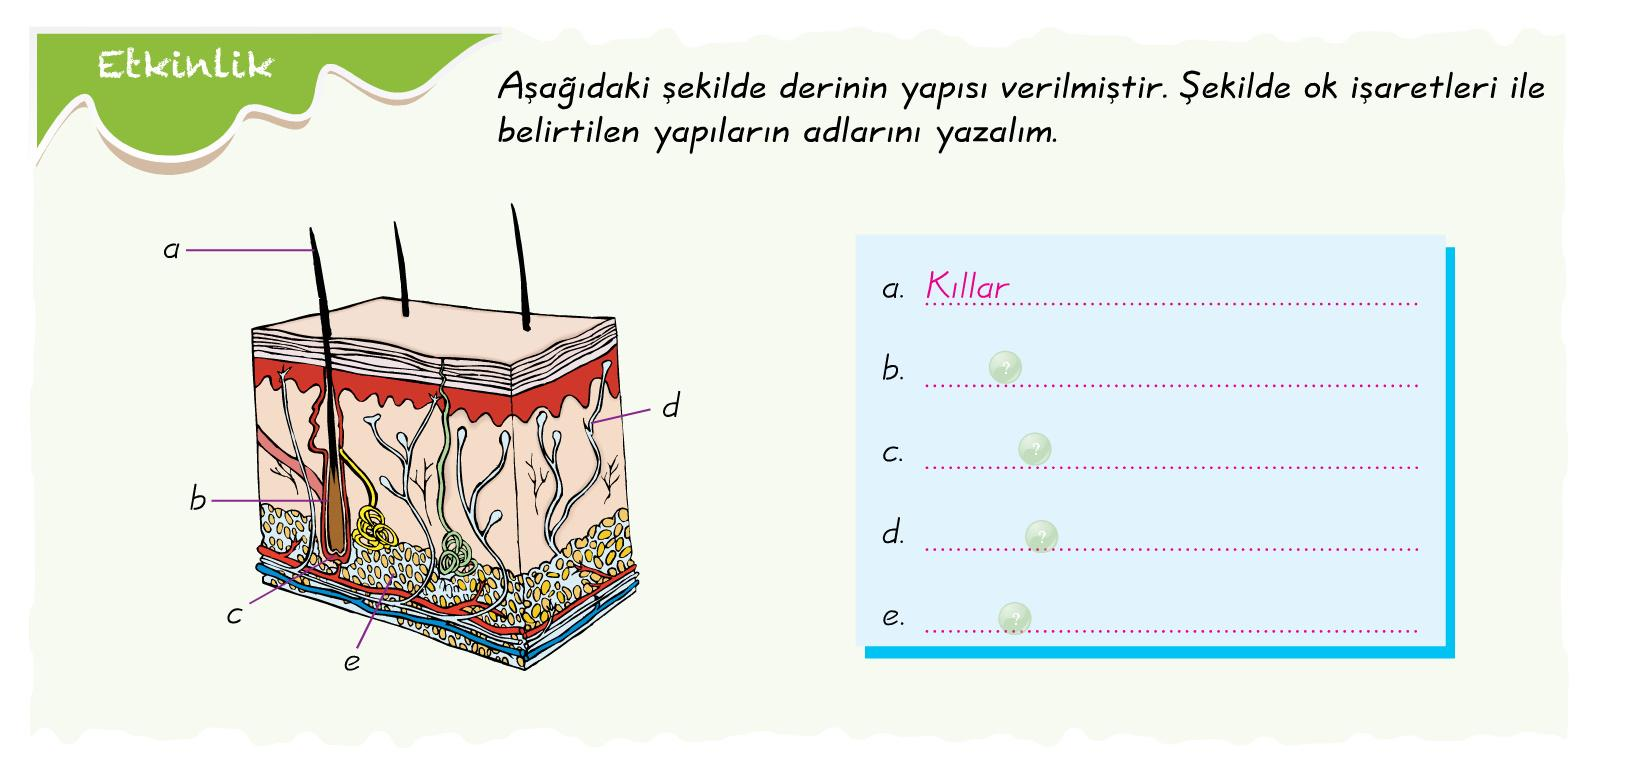 Etkinlik
Aşağıdaki şekilde derinin yapısı verilmiştir. Şekilde ok işaretleri ile
belirtilen yapıların adlarını yazalım.
a
b
c
d
e
a. Kıllar
b. ?
c. ?
d. ?
e. ?